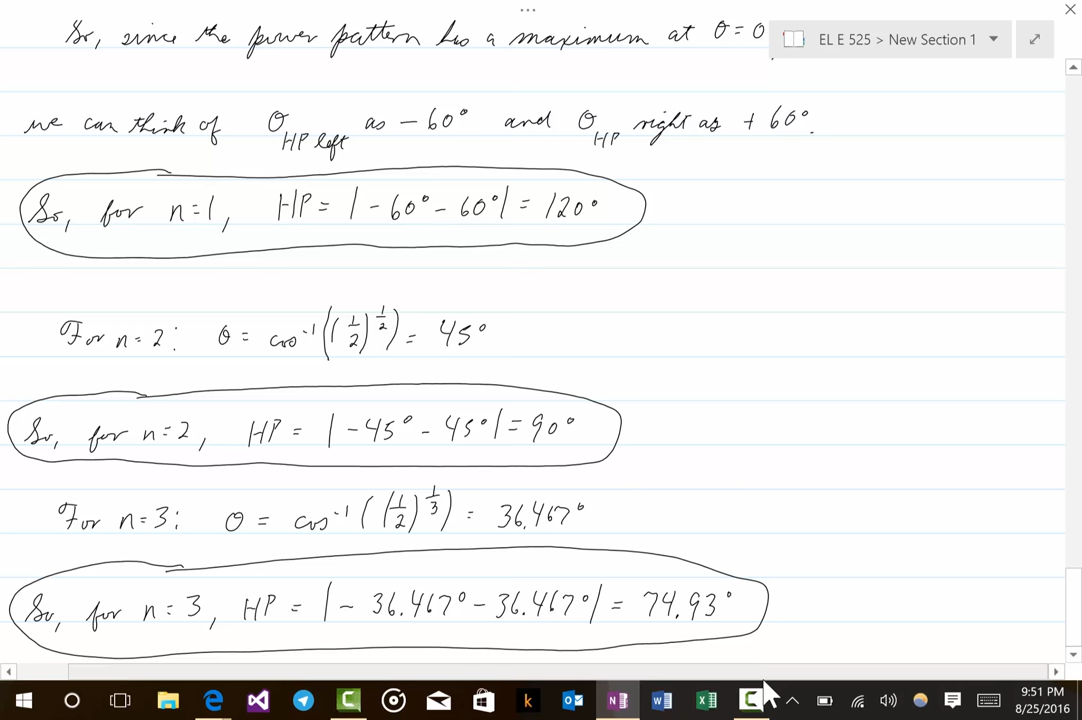 So, since the power pattern has a maximum at θ = 0
EL E 525 > New Section 1
we can think of θ_HP left as -60° and θ_HP right as +60°.
So, for n=1, HP = |-60° - 60°| = 120°
For n=2: θ = cos⁻¹((1/2)^(1/2)) = 45°
So, for n=2, HP = |-45° - 45°| = 90°
For n=3: θ = cos⁻¹((1/2)^(1/3)) = 36.467°
So, for n=3, HP = |-36.467° - 36.467°| = 74.93°
9:51 PM
8/25/2016